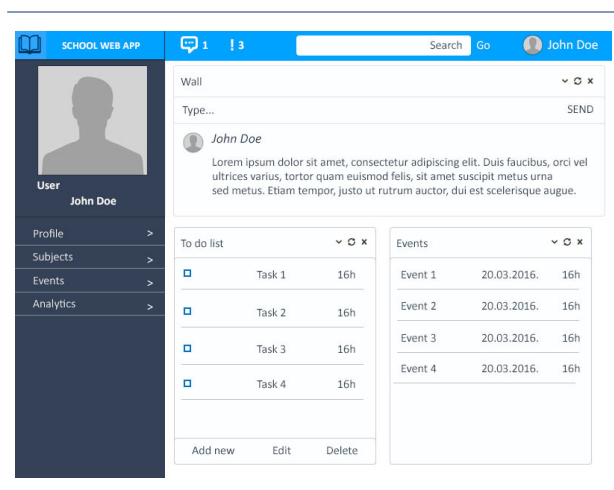 SCHOOL WEB APP
1
! 3
Search
Go
John Doe
User
John Doe
Profile >
Subjects >
Events >
Analytics >
Wall
Type...
SEND
John Doe
Lorem ipsum dolor sit amet, consectetur adipiscing elit. Duis faucibus, orci vel
ultrices varius, tortor quam euismod felis, sit amet suscipit metus urna
sed metus. Etiam tempor, justo ut rutrum auctor, dui est scelerisque augue.
To do list
Task 1 16h
Task 2 16h
Task 3 16h
Task 4 16h
Add new Edit Delete
Events
Event 1 20.03.2016. 16h
Event 2 20.03.2016. 16h
Event 3 20.03.2016. 16h
Event 4 20.03.2016. 16h